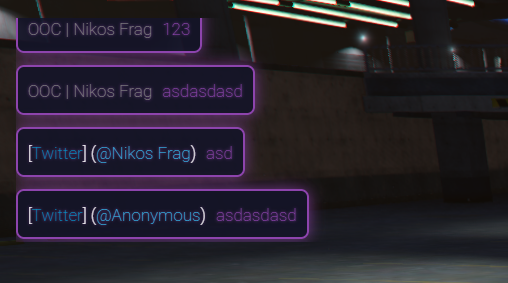 OOC | Nikos Frag 123
OOC | Nikos Frag asdasdasd
[Twitter] (@Nikos Frag) asd
[Twitter] (@Anonymous) asdasdasd